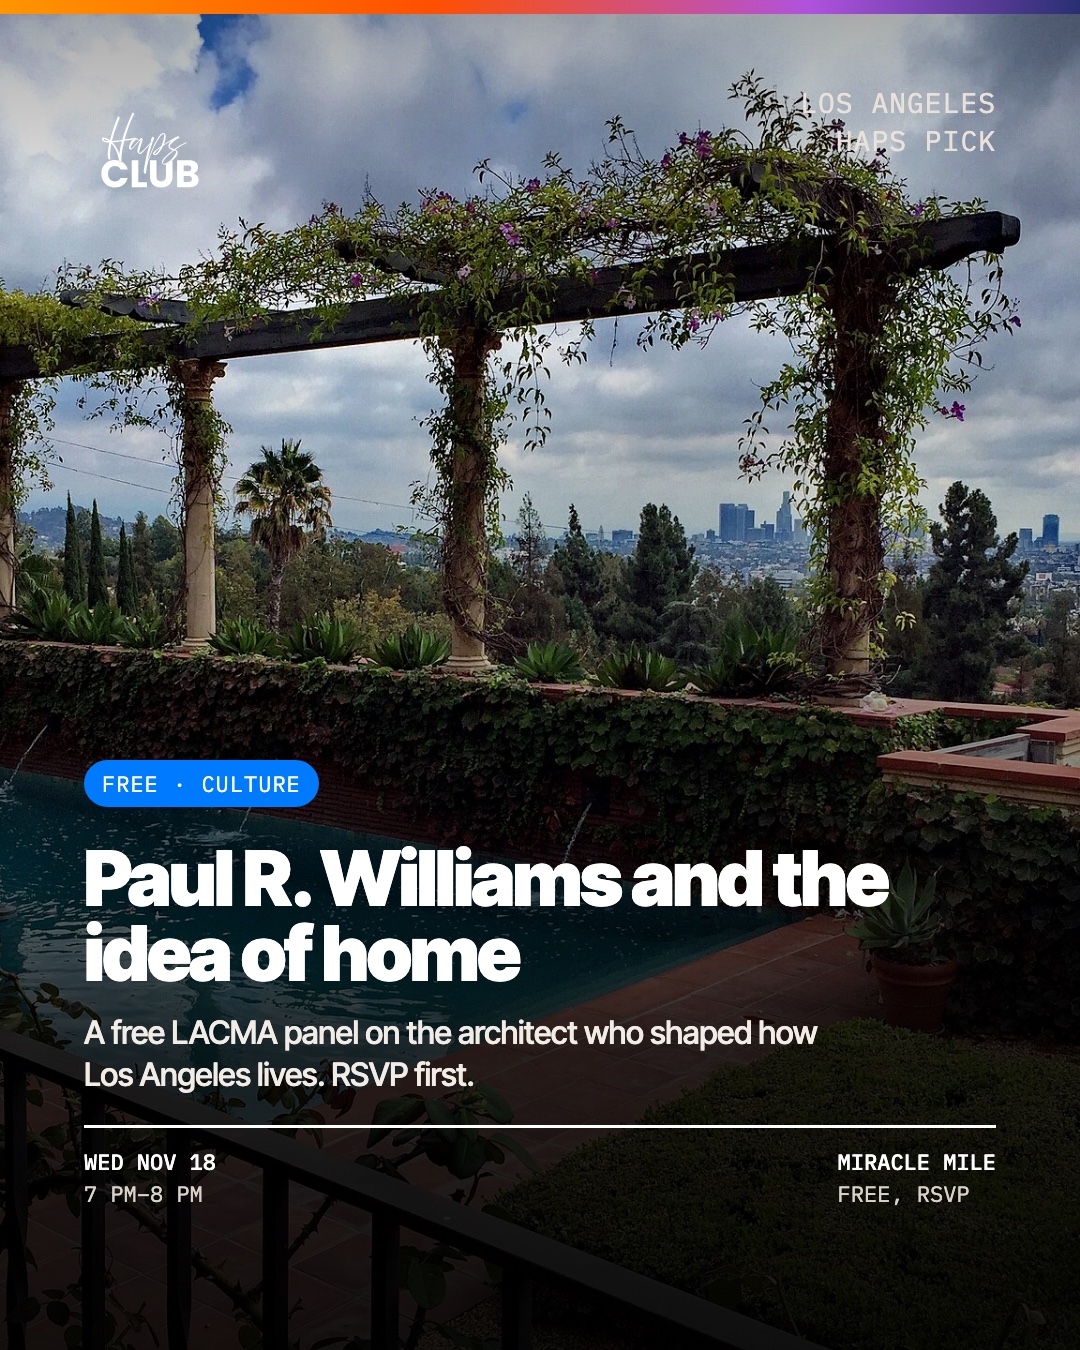 Haps
CLUB
LOS ANGELES
HAPS PICK
FREE · CULTURE
Paul R. Williams and the
idea of home
A free LACMA panel on the architect who shaped how
Los Angeles lives. RSVP first.
WED NOV 18
7 PM–8 PM
MIRACLE MILE
FREE, RSVP